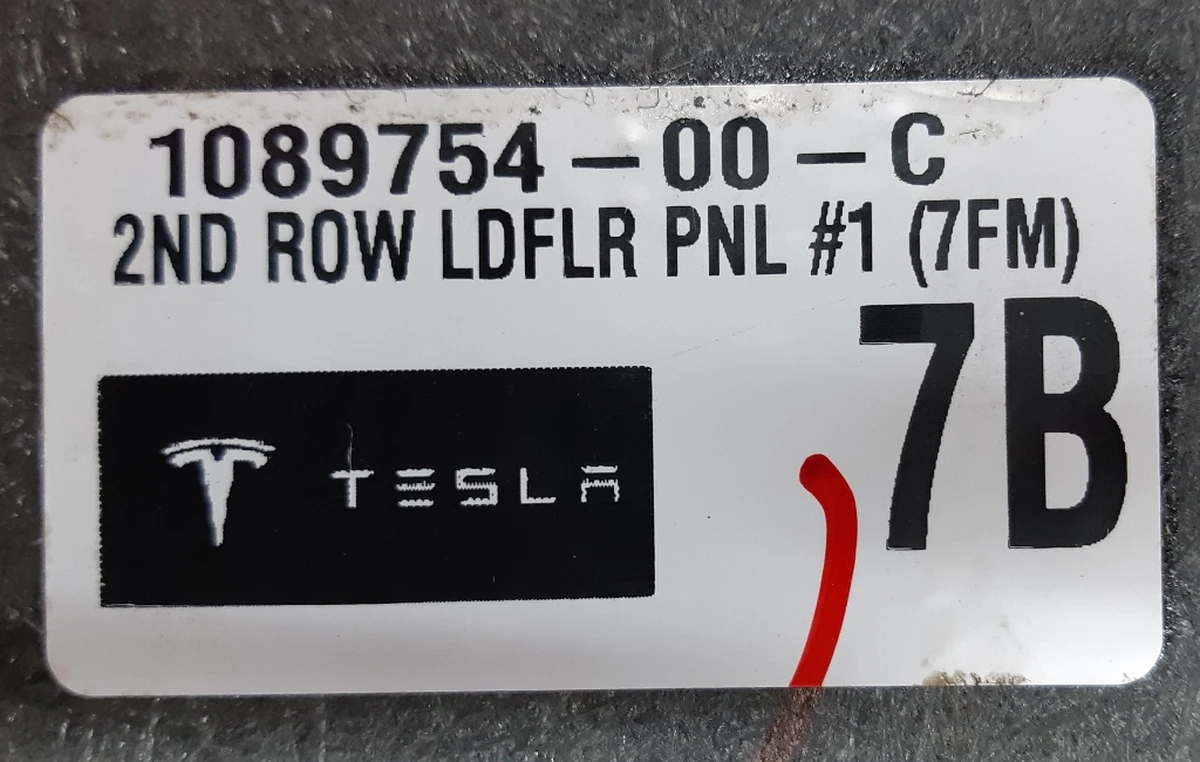 1089754-00-C
2ND ROW LDFLR PNL #1 (7FM)
7B
TESLA